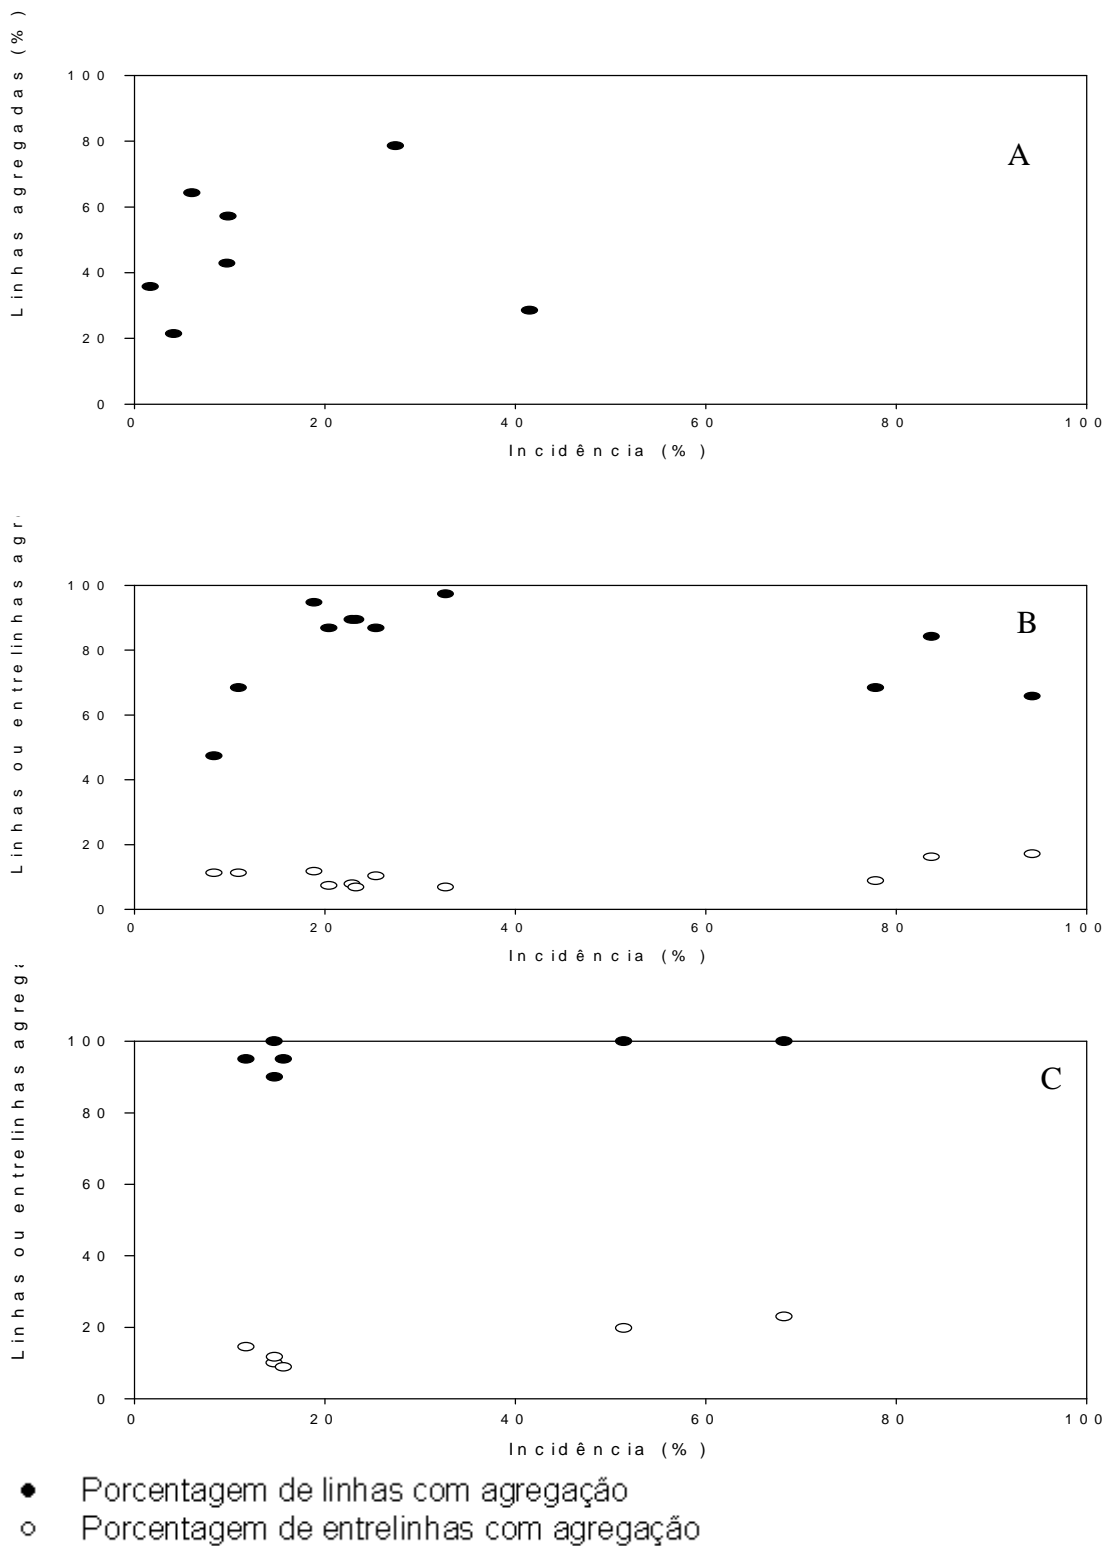 Linhas agregadas (%)
100
80
60
40
20
0
A
0 20 40 60 80 100
Incidência (%)
Linhas ou entrelinhas agr
100
80
60
40
20
0
B
0 20 40 60 80 100
Incidência (%)
Linhas ou entrelinhas agreg
100
80
60
40
20
0
C
0 20 40 60 80 100
Incidência (%)
Porcentagem de linhas com agregação
Porcentagem de entrelinhas com agregação